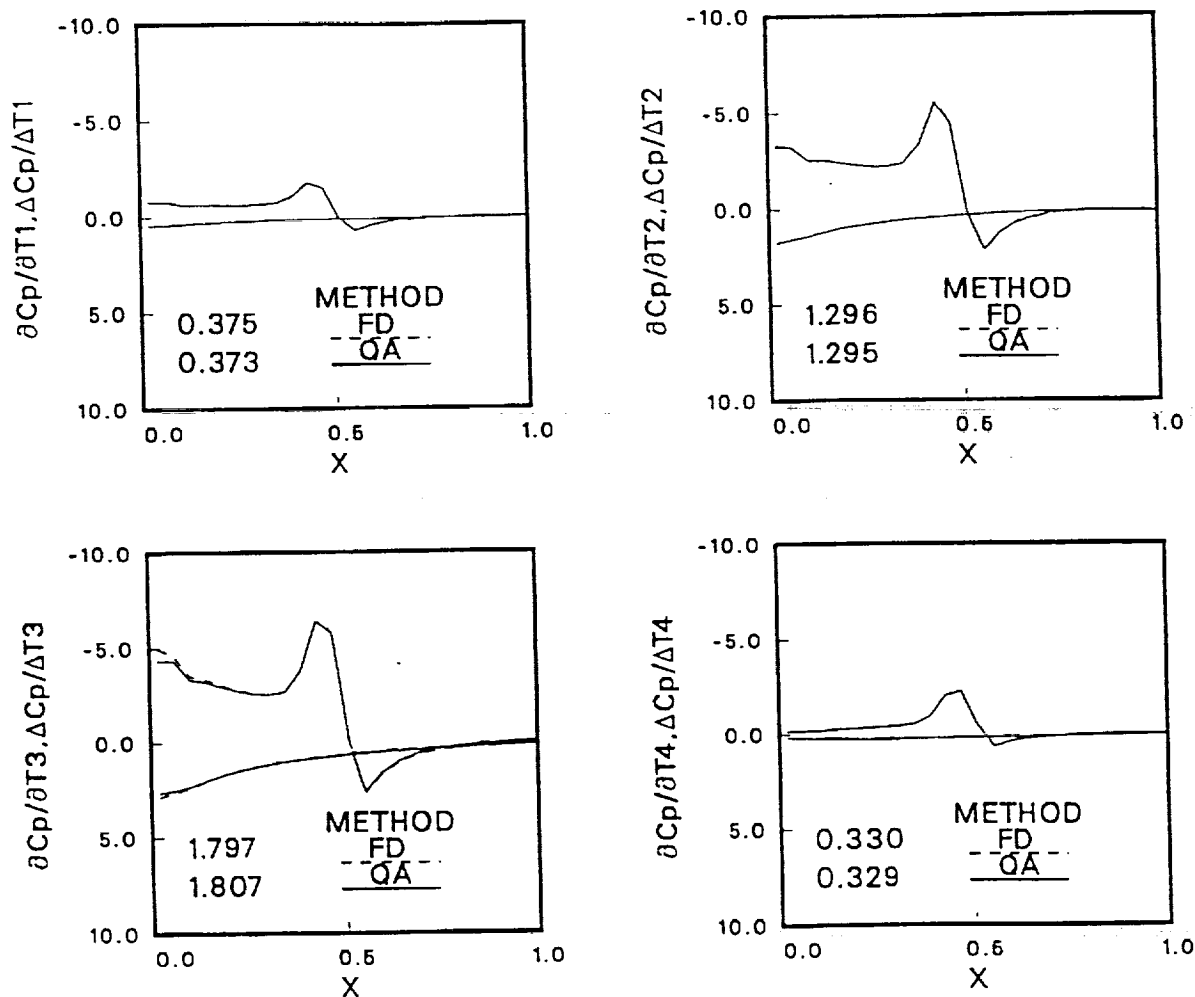 ∂Cp/∂T1,ΔCp/ΔT1
-10.0
-5.0
0.0
5.0
10.0
METHOD
0.375 FD
0.373 QA
0.0 0.5 1.0
X
∂Cp/∂T2,ΔCp/ΔT2
-10.0
-5.0
0.0
5.0
10.0
METHOD
1.296 FD
1.295 QA
0.0 0.5 1.0
X
∂Cp/∂T3,ΔCp/ΔT3
-10.0
-5.0
0.0
5.0
10.0
METHOD
1.797 FD
1.807 QA
0.0 0.5 1.0
X
∂Cp/∂T4,ΔCp/ΔT4
-10.0
-5.0
0.0
5.0
10.0
METHOD
0.330 FD
0.329 QA
0.0 0.5 1.0
X